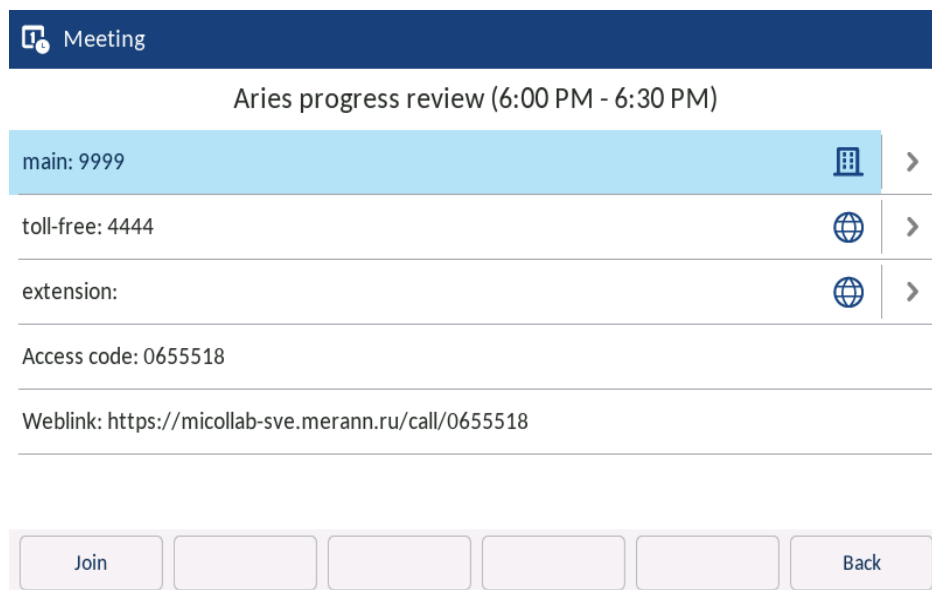 Meeting
Aries progress review (6:00 PM - 6:30 PM)
main: 9999
toll-free: 4444
extension:
Access code: 0655518
Weblink: https://micollab-sve.merann.ru/call/0655518
Join Back